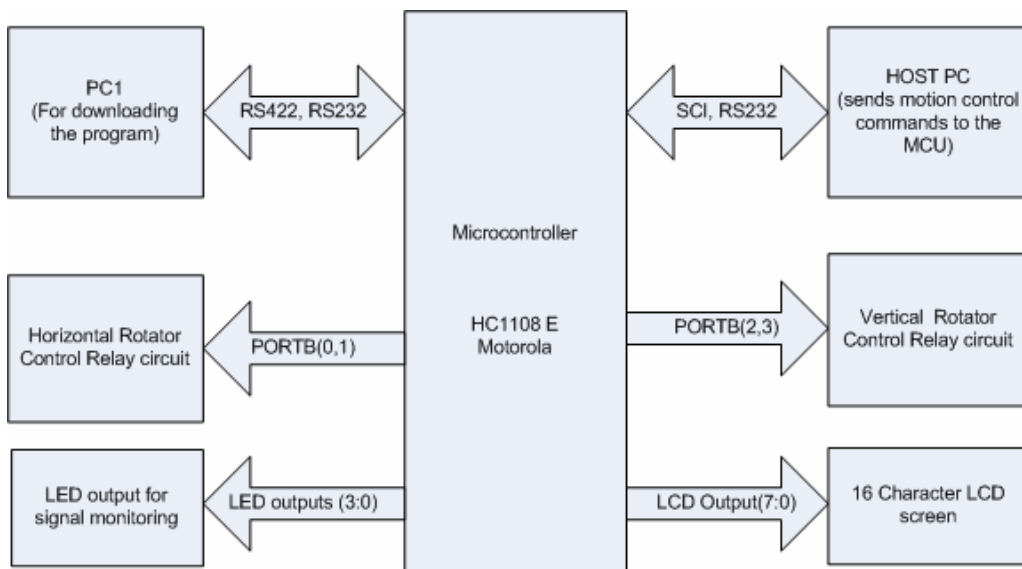 PC1
(For downloading
the program)
RS422, RS232
SCI, RS232
HOST PC
(sends motion control
commands to the
MCU)
Microcontroller
HC1108 E
Motorola
Horizontal Rotator
Control Relay circuit
PORTB(0,1)
PORTB(2,3)
Vertical Rotator
Control Relay circuit
LED output for
signal monitoring
LED outputs (3:0)
LCD Output(7:0)
16 Character LCD
screen